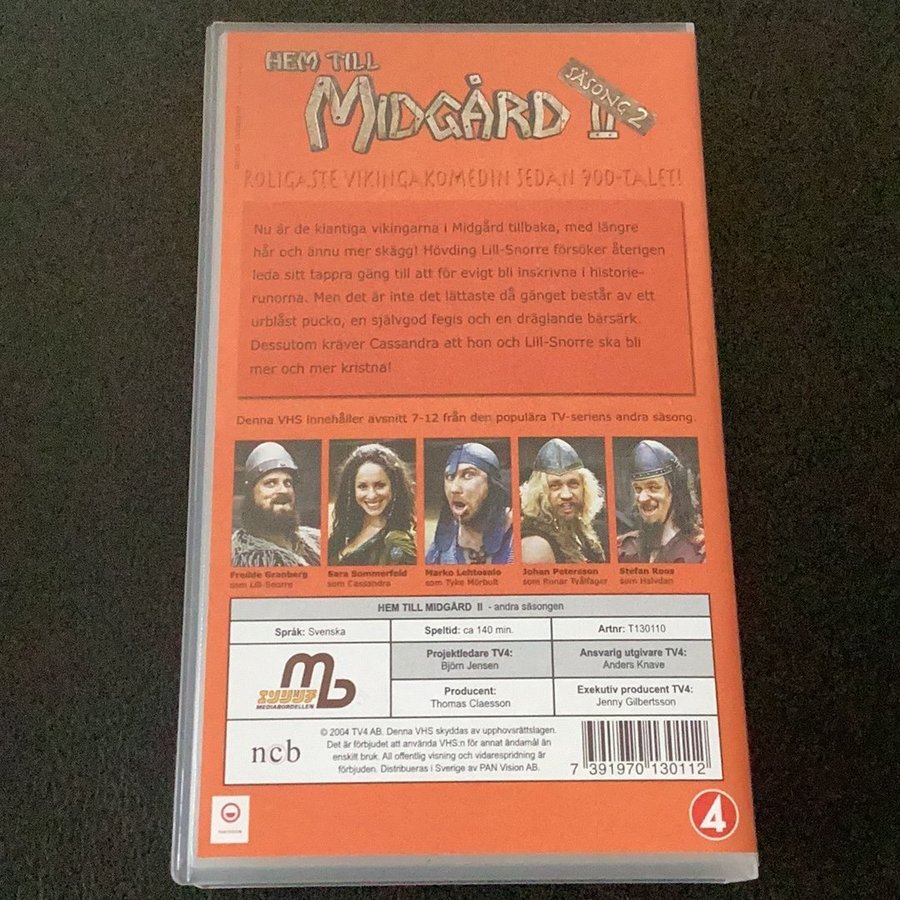 HEM TILL
MIDGÅRD II
SÄSONG 2
ROLIGASTE VIKINGAKOMEDIN SEDAN 900-TALET!
Nu är de klantiga vikingarna i Midgård tillbaka, med längre
hår och ännu mer skägg! Hövding Lill-Snorre försöker återigen
leda sitt tappra gäng till att för evigt bli inskrivna i historie-
runorna. Men det är inte det lättaste då gänget består av ett
urblåst pucko, en självgod fegis och en dräglande bärsärk.
Dessutom kräver Cassandra att hon och Lill-Snorre ska bli
mer och mer kristna!
Denna VHS innehåller avsnitt 7-12 från den populära TV-seriens andra säsong.
Fredde Granberg
som Lill-Snorre
Sara Sommerfeld
som Cassandra
Marko Lehtosalo
som Tyke Mörbult
Johan Petersson
som Runar Tvålfager
Stefan Roos
som Halvdan
HEM TILL MIDGÅRD II - andra säsongen
Språk: Svenska
Speltid: ca 140 min.
Artnr: T130110
Projektledare TV4:
Björn Jensen
Ansvarig utgivare TV4:
Anders Knave
mb
MEDIABORDELLEN
Producent:
Thomas Claesson
Exekutiv producent TV4:
Jenny Gilbertsson
ncb
© 2004 TV4 AB. Denna VHS skyddas av upphovsrättslagen.
Det är förbjudet att använda VHS:n för annat ändamål än
enskilt bruk. All offentlig visning och vidarespridning är
förbjuden. Distribueras i Sverige av PAN Vision AB.
7 391970 130112
4